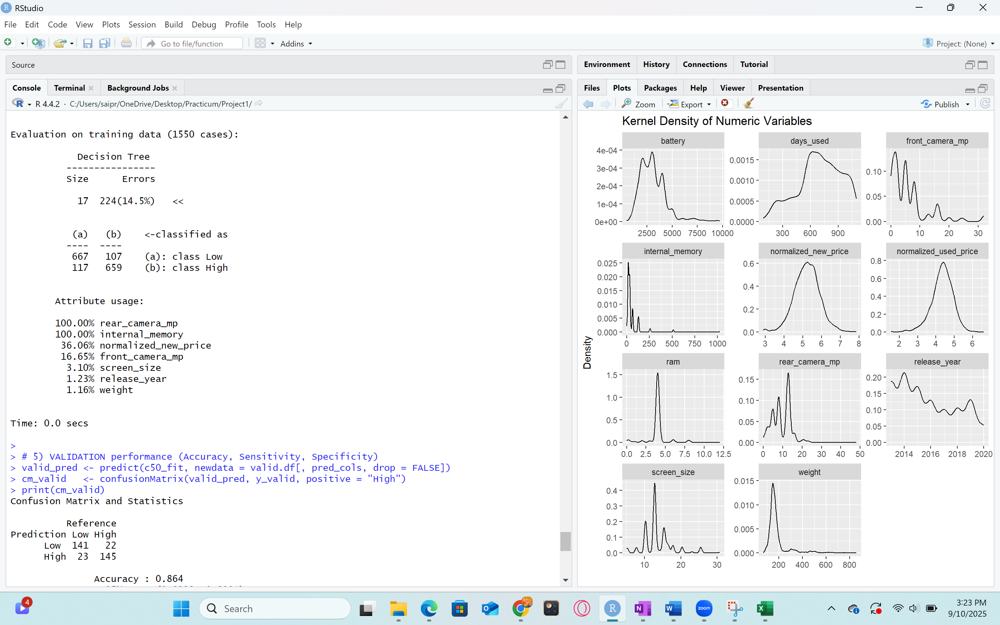 RStudio
File Edit Code View Plots Session Build Debug Profile Tools Help
Go to file/function Addins Project: (None)
Source
Console Terminal Background Jobs
R 4.4.2 · C:/Users/saipr/OneDrive/Desktop/Practicum/Project1/
Evaluation on training data (1550 cases):
Decision Tree
----------------
Size Errors
17 224(14.5%) <<
(a) (b) <-classified as
---- ----
667 107 (a): class Low
117 659 (b): class High
Attribute usage:
100.00% rear_camera_mp
100.00% internal_memory
36.06% normalized_new_price
16.65% front_camera_mp
3.10% screen_size
1.23% release_year
1.16% weight
Time: 0.0 secs
>
> # 5) VALIDATION performance (Accuracy, Sensitivity, Specificity)
> valid_pred <- predict(c50_fit, newdata = valid.df[, pred_cols, drop = FALSE])
> cm_valid <- confusionMatrix(valid_pred, y_valid, positive = "High")
> print(cm_valid)
Confusion Matrix and Statistics
Reference
Prediction Low High
Low 141 22
High 23 145
Accuracy : 0.864
Environment History Connections Tutorial
Files Plots Packages Help Viewer Presentation
Zoom Export Publish
Kernel Density of Numeric Variables
Density
battery
4e-04
3e-04
2e-04
1e-04
0e+00
2500 5000 7500 10000
days_used
0.0015
0.0010
0.0005
0.0000
300 600 900
front_camera_mp
0.10
0.05
0.00
0 10 20 30
internal_memory
0.025
0.020
0.015
0.010
0.005
0.000
0 250 500 750 1000
normalized_new_price
0.6
0.4
0.2
0.0
3 4 5 6 7 8
normalized_used_price
0.8
0.6
0.4
0.2
0.0
2 3 4 5 6
ram
1.5
1.0
0.5
0.0
0.0 2.5 5.0 7.5 10.0 12.5
rear_camera_mp
0.15
0.10
0.05
0.00
0 10 20 30 40 50
release_year
0.20
0.15
0.10
0.05
0.00
2014 2016 2018 2020
screen_size
0.4
0.3
0.2
0.1
0.0
10 20 30
weight
0.015
0.010
0.005
0.000
200 400 600 800
4
Search
zoom
3:23 PM
9/10/2025